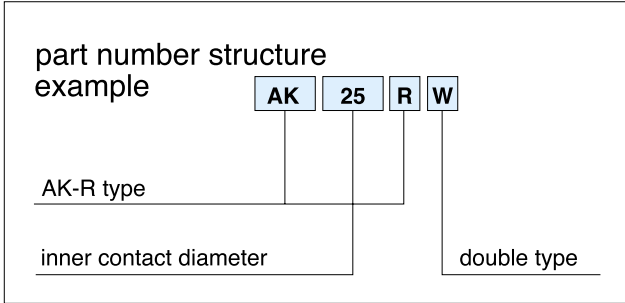 part number structure
example
AK 25 R W
AK-R type
inner contact diameter
double type